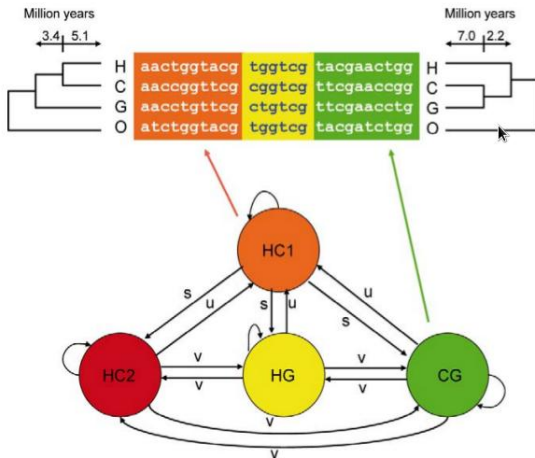 Million years
3.4 5.1
Million years
7.0 2.2
H aactggtacg tggtcg tacgaactgg H
C aaccggttcg cggtcg ttcgaaccgg C
G aacctgttcg ctgtcg ttcgaacctg G
O atctggtacg tggtcg tacgatctgg O
HC1
s u s u s u
HC2 v v HG v v CG
v
v